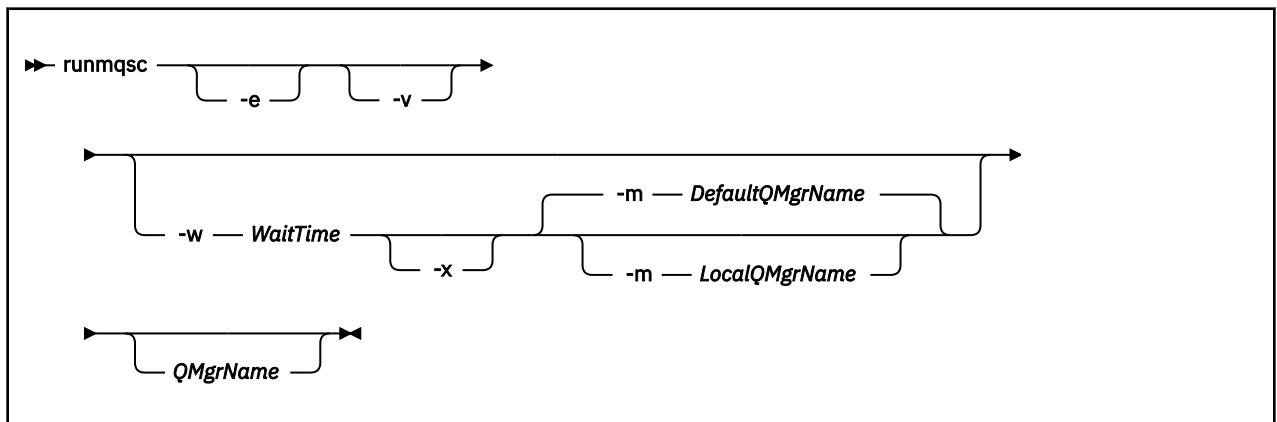 runmqsc
-e -v
-m DefaultQMgrName
-w WaitTime
-x -m LocalQMgrName
QMgrName